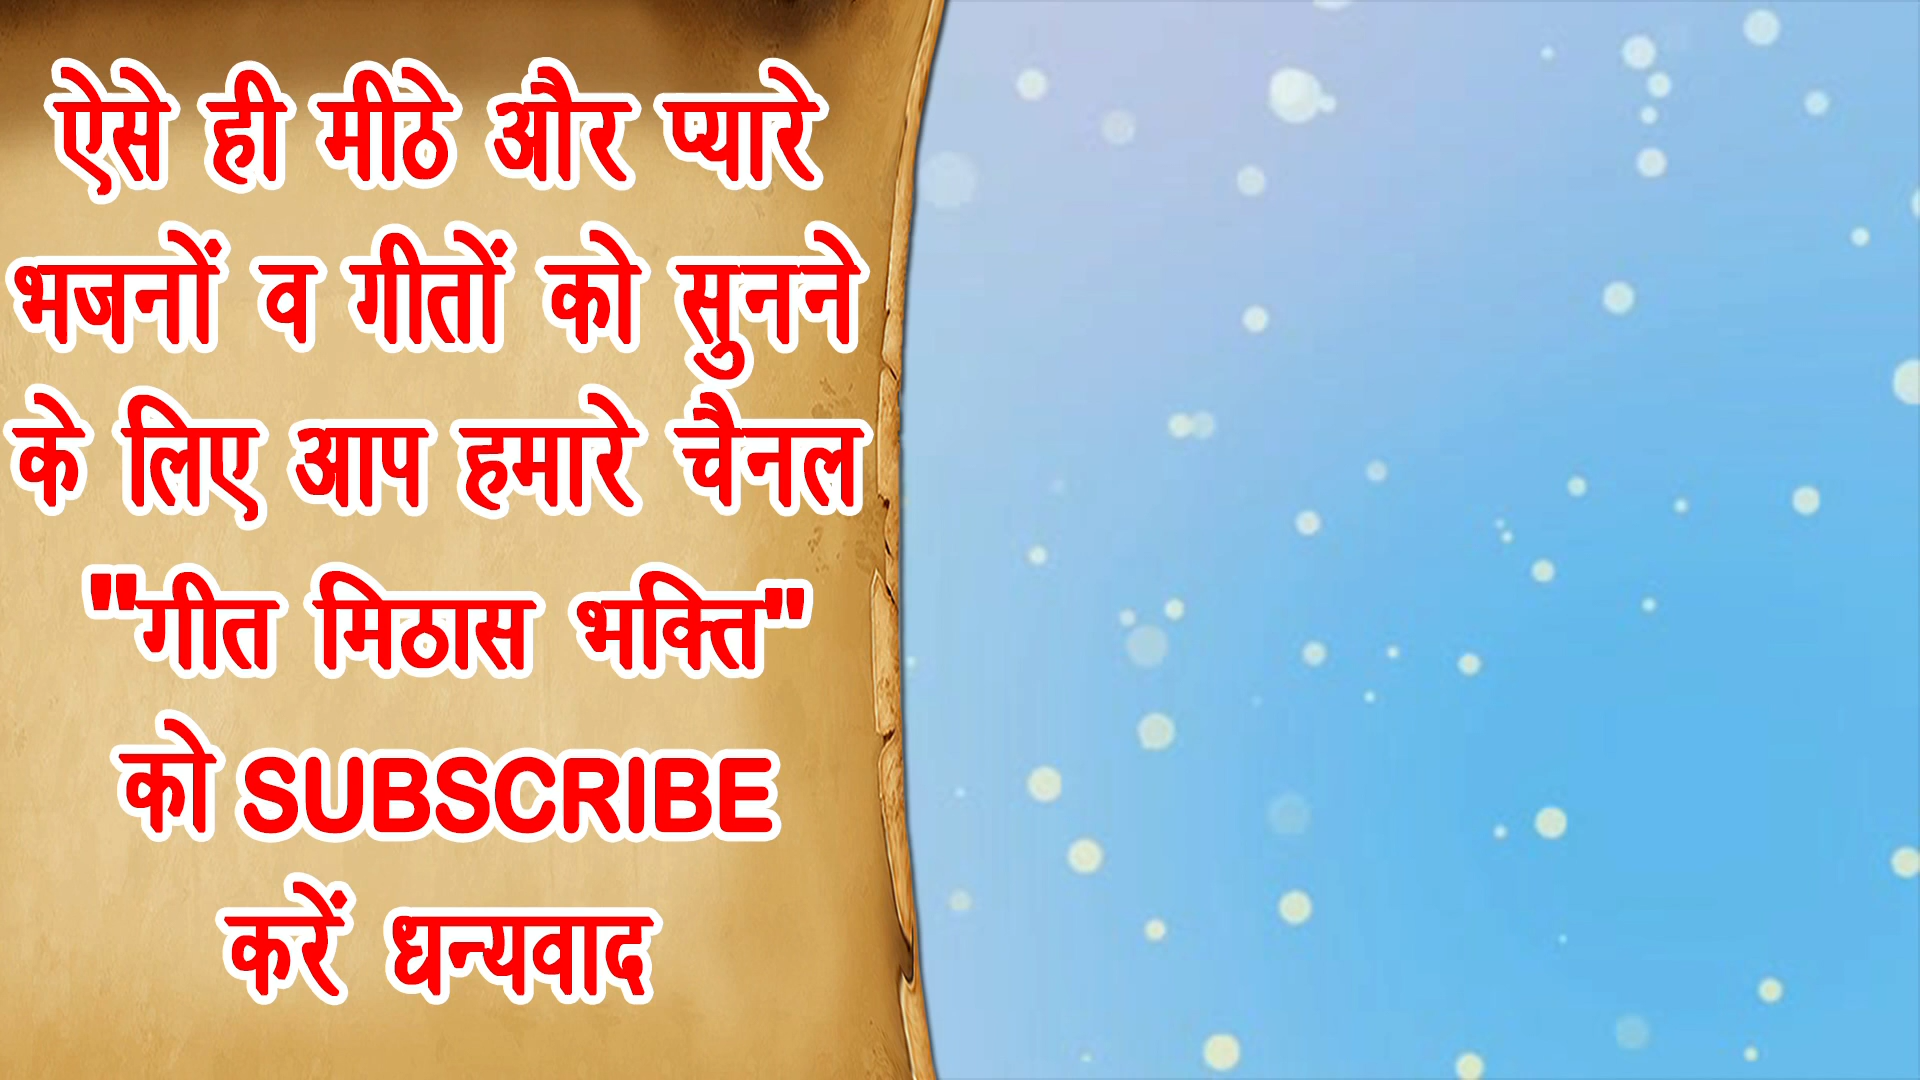 ऐसे ही मीठे और प्यारे
भजनों व गीतों को सुनने
के लिए आप हमारे चैनल
"गीत मिठास भक्ति"
को SUBSCRIBE
करें धन्यवाद